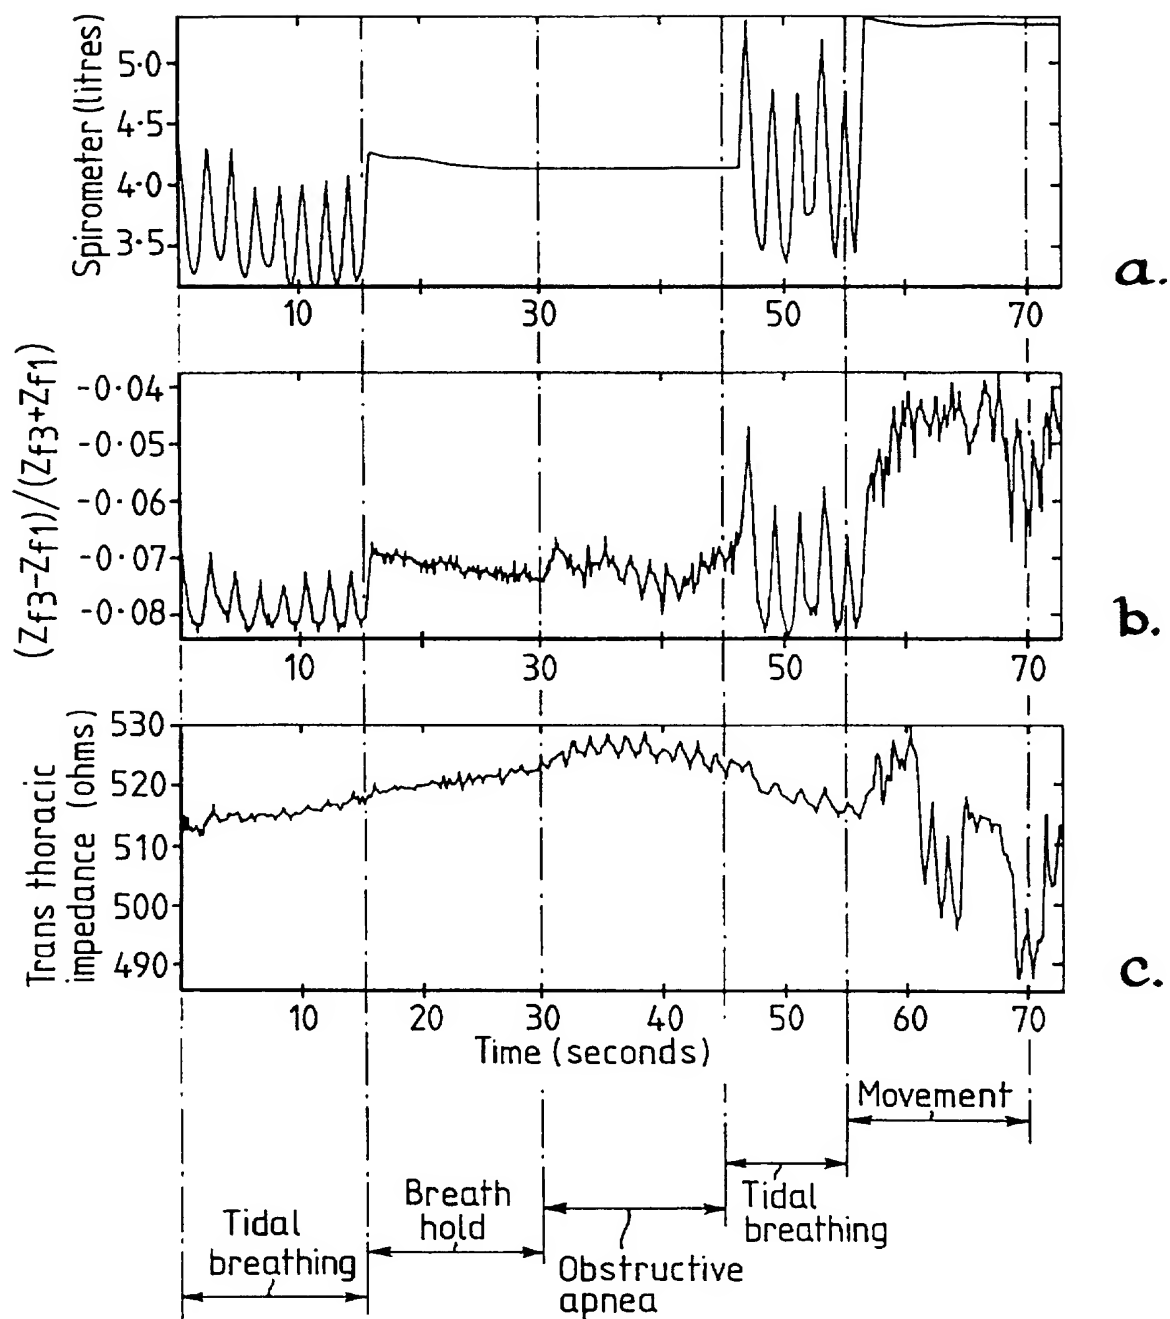 Spirometer (litres)
5·0
4·5
4·0
3·5
10 30 50 70
a.
(Zf3-Zf1)/(Zf3+Zf1)
-0·04
-0·05
-0·06
-0·07
-0·08
10 30 50 70
b.
Trans thoracic
impedance (ohms)
530
520
510
500
490
10 20 30 40 50 60 70
Time (seconds)
c.
Movement
Tidal
breathing
Breath
hold
Obstructive
apnea
Tidal
breathing